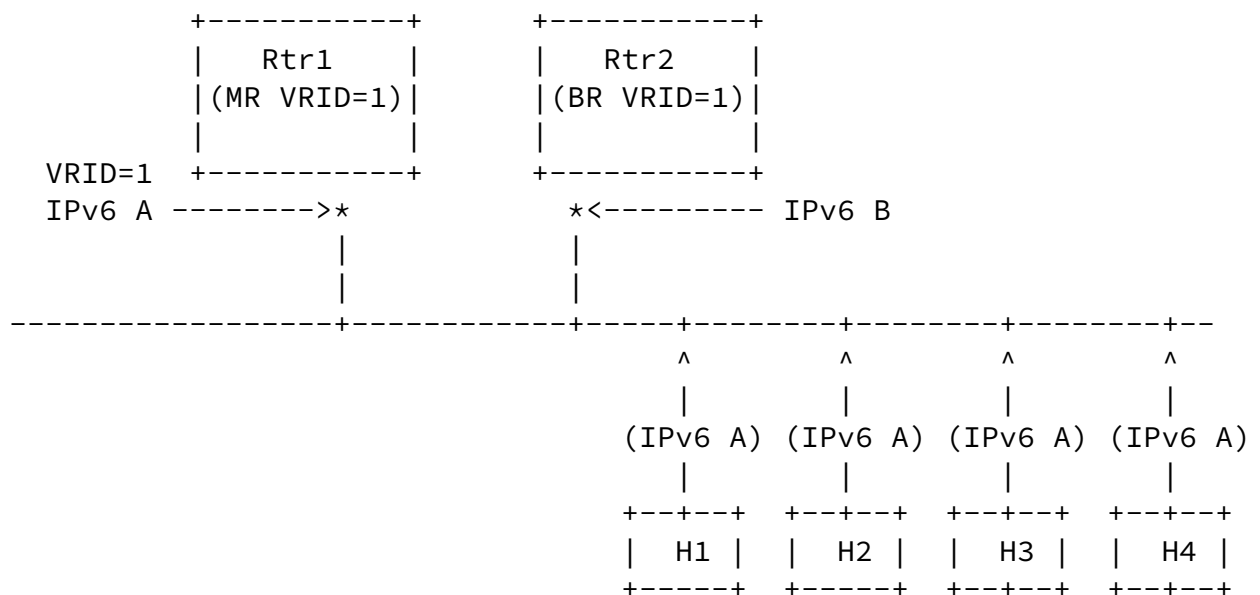 Rtr1 Rtr2
(MR VRID=1) (BR VRID=1)
VRID=1
IPv6 A -------->* *<--------- IPv6 B
(IPv6 A) (IPv6 A) (IPv6 A) (IPv6 A)
H1 H2 H3 H4